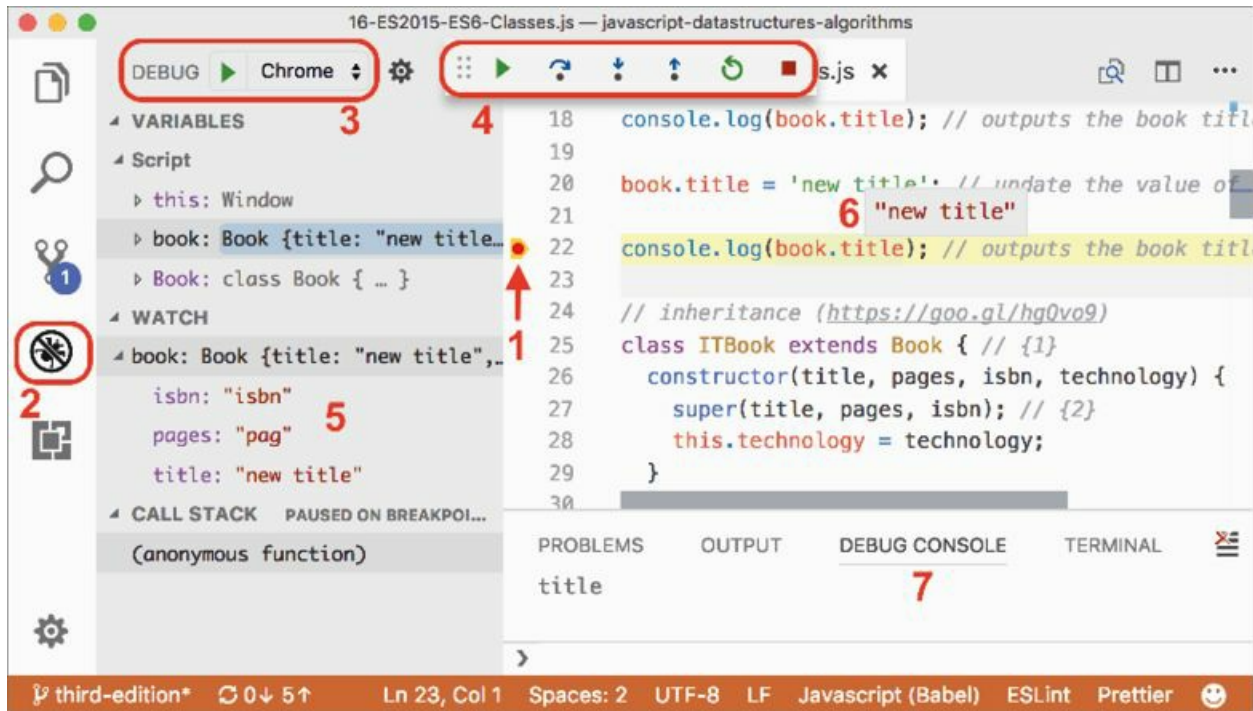 16-ES2015-ES6-Classes.js — javascript-datastructures-algorithms
DEBUG Chrome
s.js
3
4
VARIABLES
Script
this: Window
book: Book {title: "new title…
Book: class Book { … }
WATCH
book: Book {title: "new title",…
isbn: "isbn"
pages: "pag"
title: "new title"
5
CALL STACK PAUSED ON BREAKPOI…
(anonymous function)
1
2
1
18 console.log(book.title); // outputs the book titl
19
20 book.title = 'new title'; // update the value of
6 "new title"
21
22 console.log(book.title); // outputs the book titl
23
24 // inheritance (https://goo.gl/hgQvo9)
25 class ITBook extends Book { // {1}
26 constructor(title, pages, isbn, technology) {
27 super(title, pages, isbn); // {2}
28 this.technology = technology;
29 }
30
PROBLEMS OUTPUT DEBUG CONSOLE TERMINAL
7
title
third-edition* 0↓ 5↑ Ln 23, Col 1 Spaces: 2 UTF-8 LF Javascript (Babel) ESLint Prettier